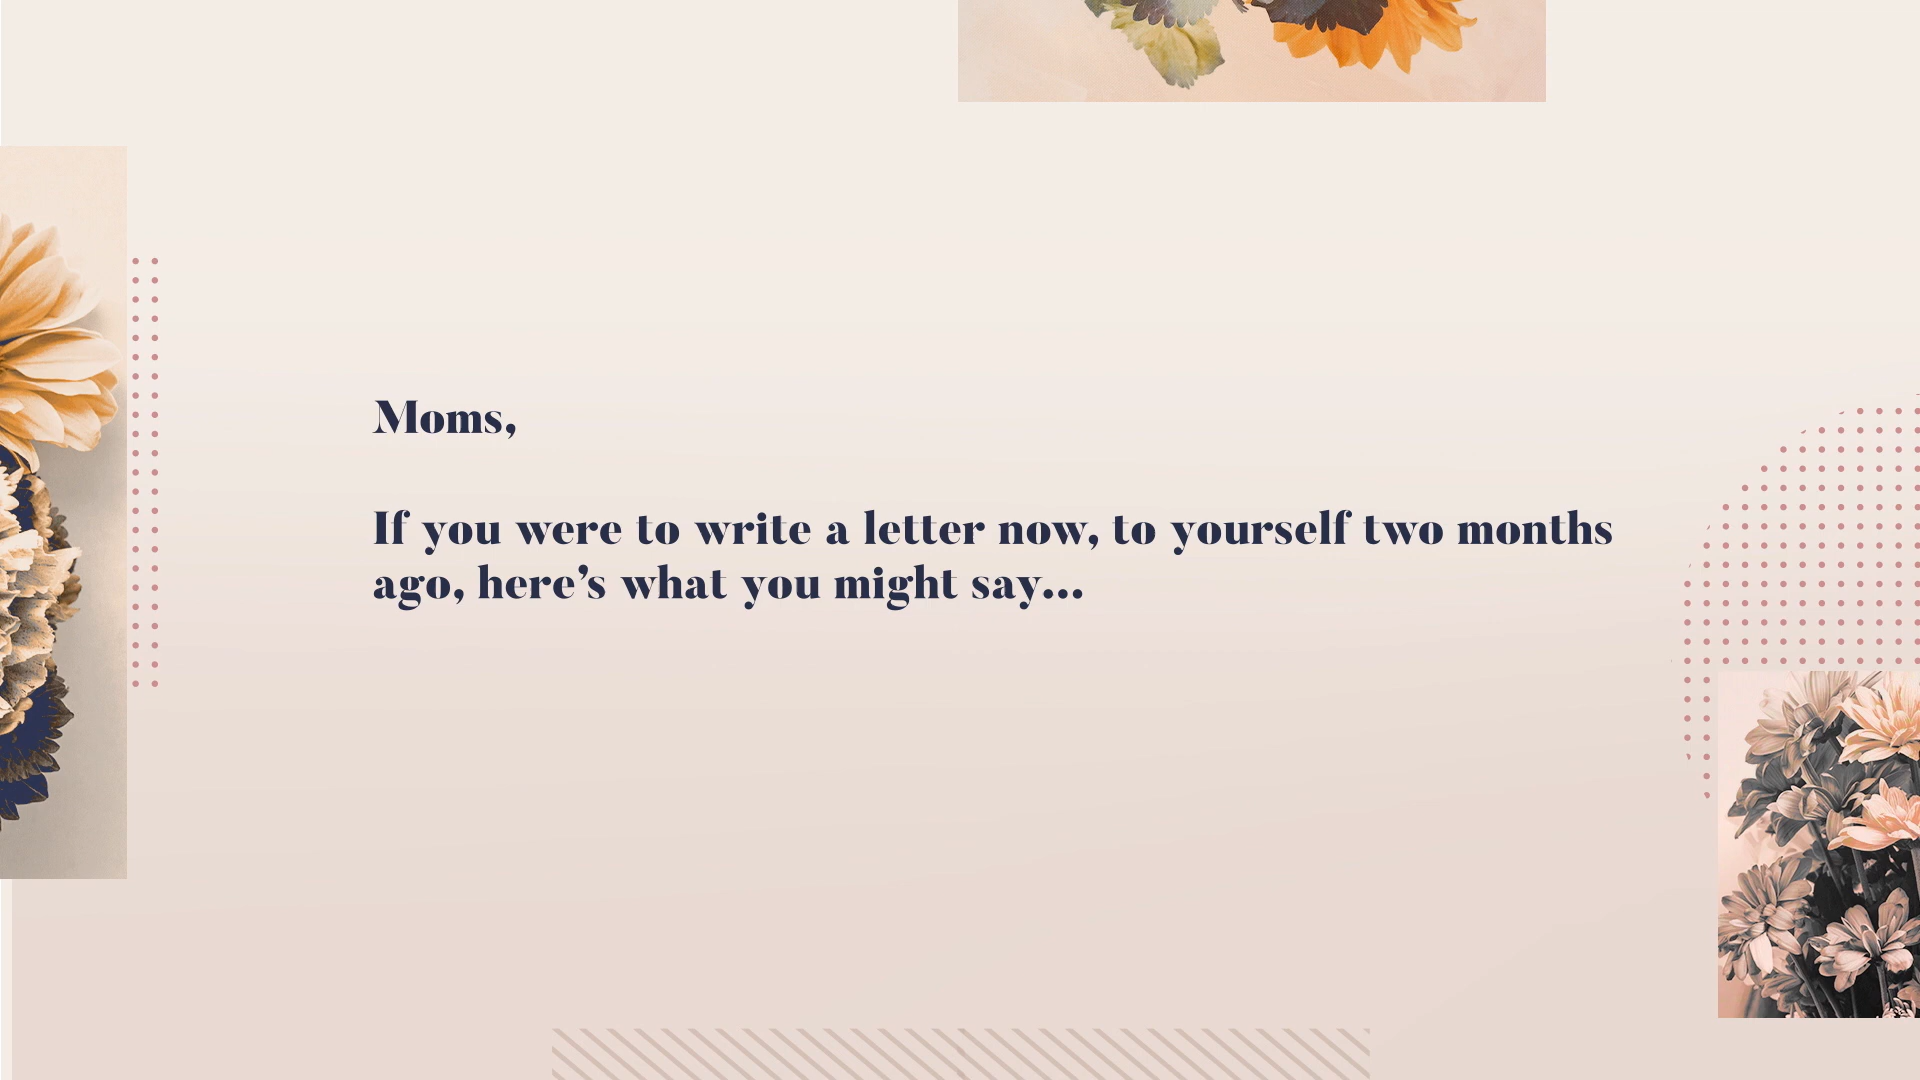 Moms,
If you were to write a letter now, to yourself two months
ago, here’s what you might say...